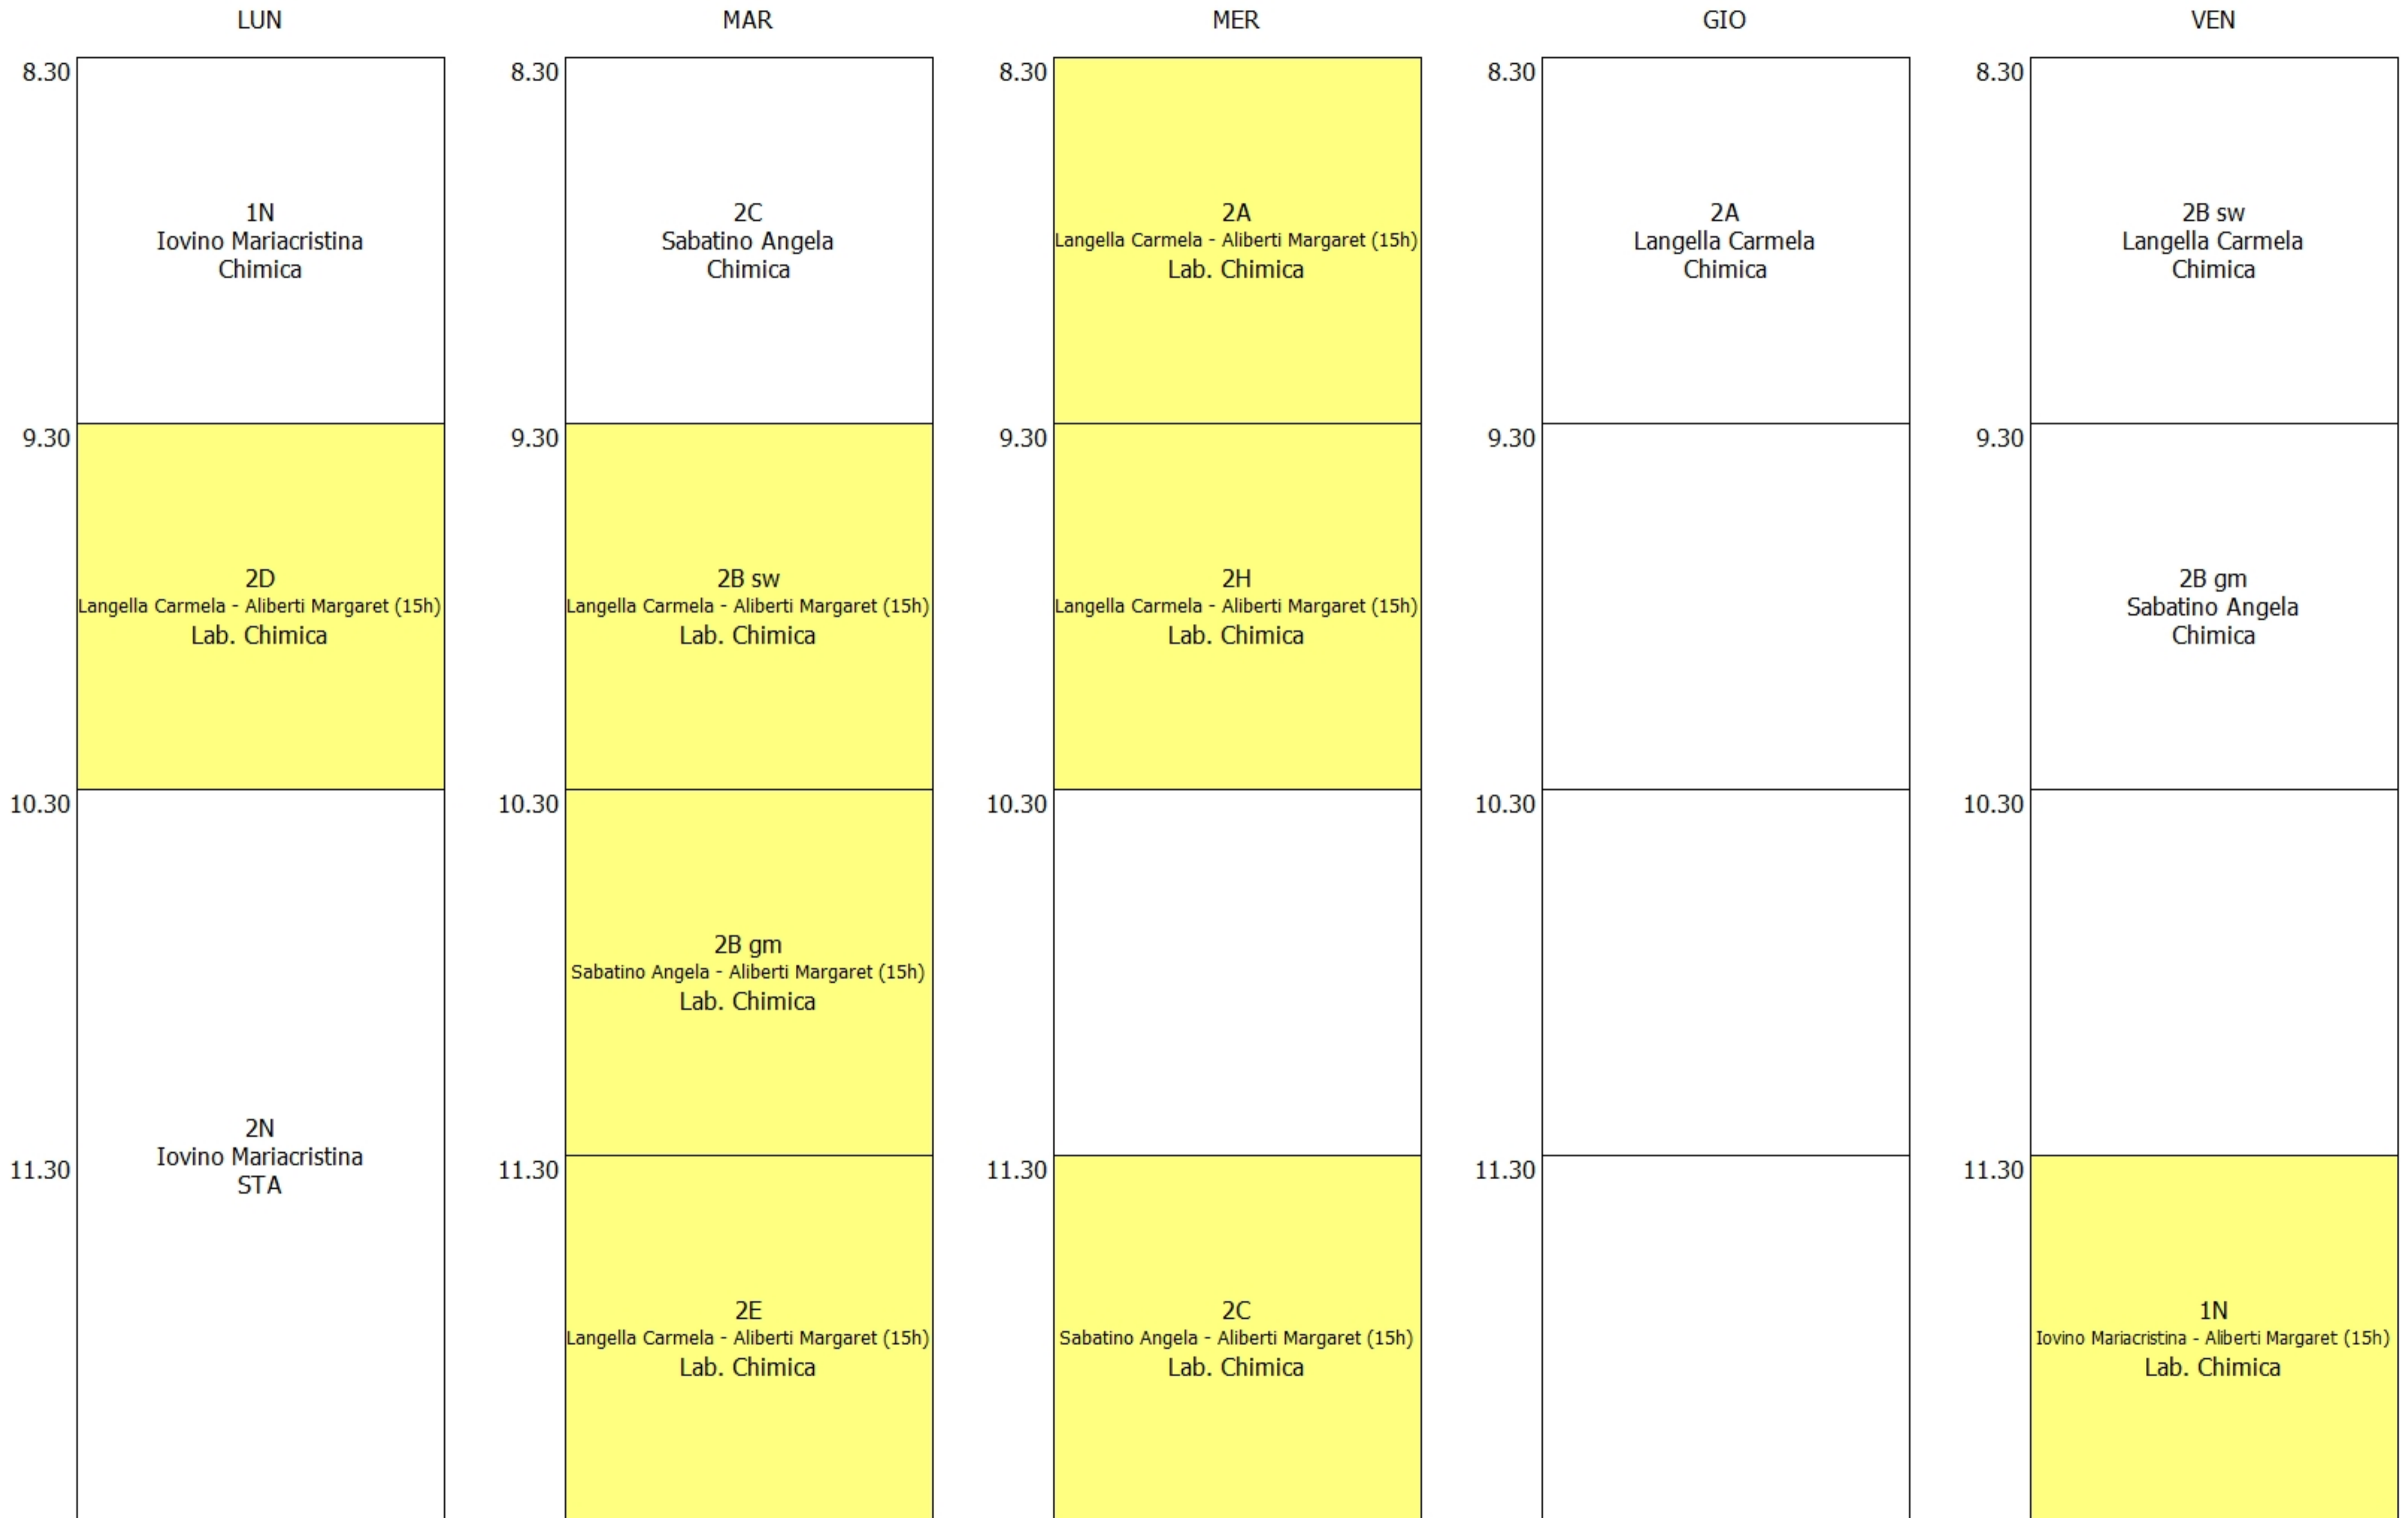 LUN
MAR
MER
GIO
VEN
8.30
1N
Iovino Mariacristina
Chimica
8.30
2C
Sabatino Angela
Chimica
8.30
2A
Langella Carmela - Aliberti Margaret (15h)
Lab. Chimica
8.30
2A
Langella Carmela
Chimica
8.30
2B sw
Langella Carmela
Chimica
9.30
2D
Langella Carmela - Aliberti Margaret (15h)
Lab. Chimica
9.30
2B sw
Langella Carmela - Aliberti Margaret (15h)
Lab. Chimica
9.30
2H
Langella Carmela - Aliberti Margaret (15h)
Lab. Chimica
9.30
9.30
2B gm
Sabatino Angela
Chimica
10.30
2N
Iovino Mariacristina
STA
10.30
2B gm
Sabatino Angela - Aliberti Margaret (15h)
Lab. Chimica
10.30
10.30
10.30
11.30
11.30
2E
Langella Carmela - Aliberti Margaret (15h)
Lab. Chimica
11.30
2C
Sabatino Angela - Aliberti Margaret (15h)
Lab. Chimica
11.30
11.30
1N
Iovino Mariacristina - Aliberti Margaret (15h)
Lab. Chimica